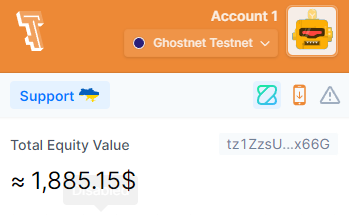 Account 1
Ghostnet Testnet
Support
Total Equity Value
tz1ZzsU...x66G
≈ 1,885.15$